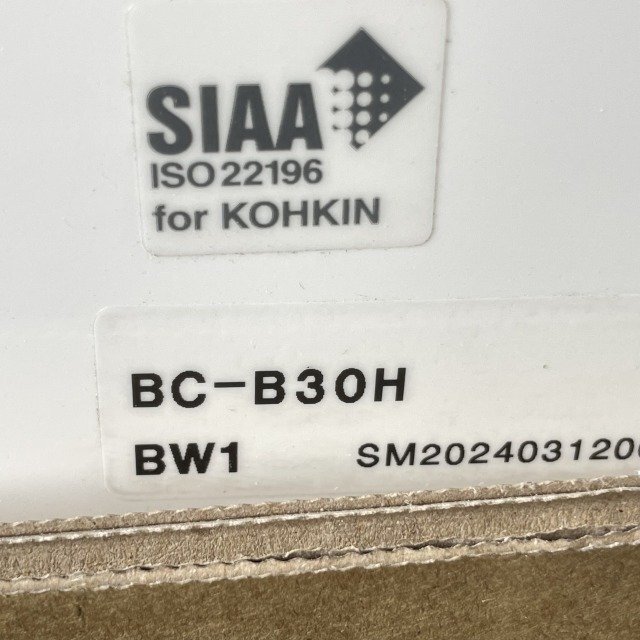 SIAA
ISO 22196
for KOHKIN
BC-B30H
BW1 SM202403120